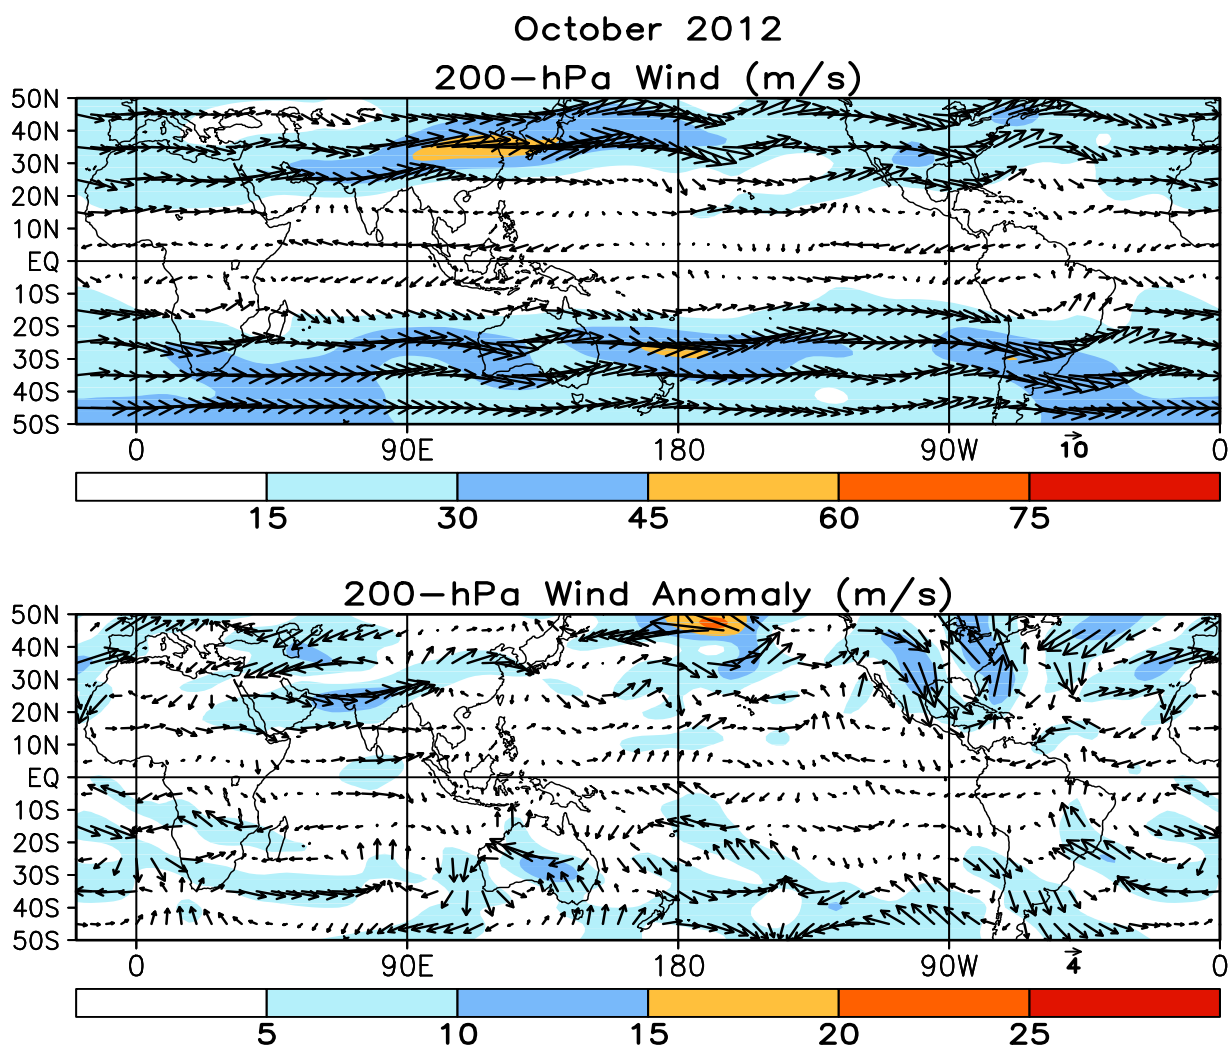 October 2012
200-hPa Wind (m/s)
50N
40N
30N
20N
10N
EQ
10S
20S
30S
40S
50S
0 90E 180 90W 10 0
15 30 45 60 75
200-hPa Wind Anomaly (m/s)
50N
40N
30N
20N
10N
EQ
10S
20S
30S
40S
50S
0 90E 180 90W 4 0
5 10 15 20 25